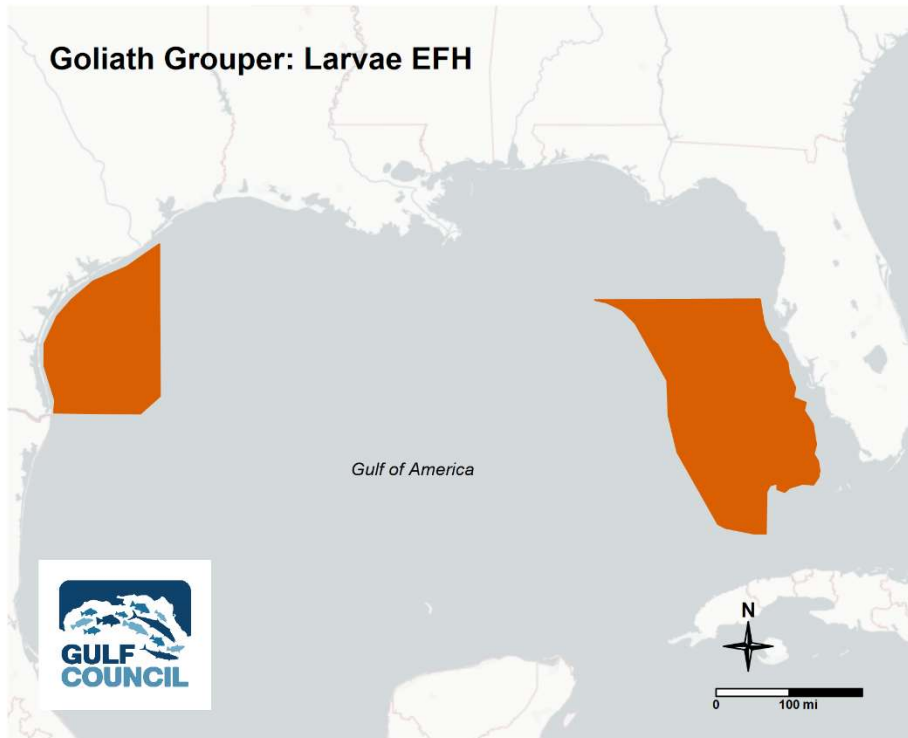 Goliath Grouper: Larvae EFH
Gulf of America
GULF
COUNCIL
N
0 100 mi